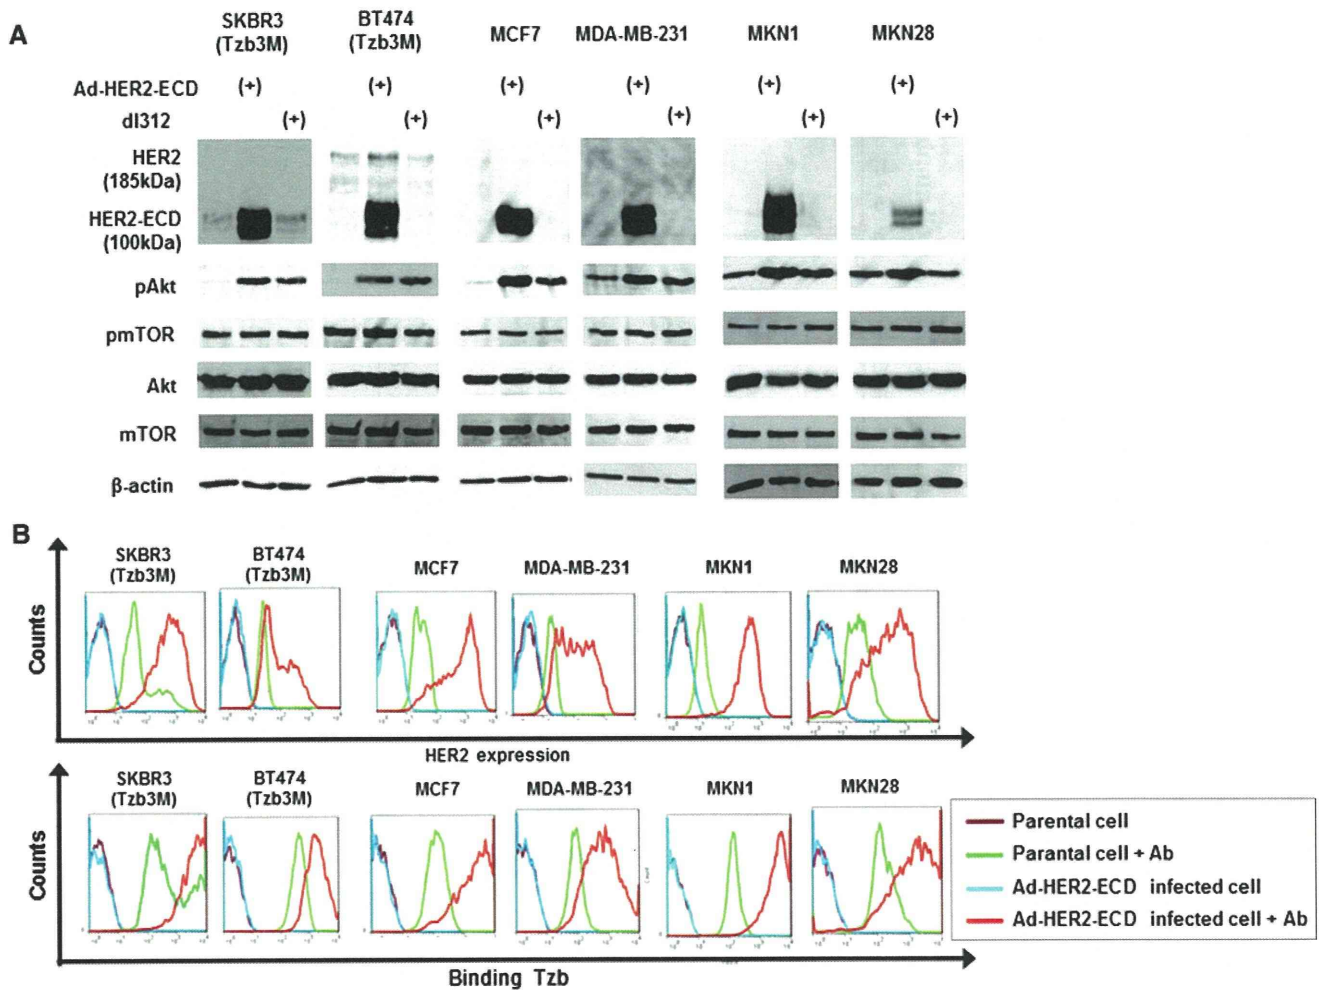 A
SKBR3 (Tzb3M)
BT474 (Tzb3M)
MCF7
MDA-MB-231
MKN1
MKN28
Ad-HER2-ECD (+) (+) (+) (+) (+) (+)
dl312 (+) (+) (+) (+) (+) (+)
HER2 (185kDa)
HER2-ECD (100kDa)
pAkt
pmTOR
Akt
mTOR
β-actin
B
SKBR3 (Tzb3M)
BT474 (Tzb3M)
MCF7
MDA-MB-231
MKN1
MKN28
Counts
HER2 expression
SKBR3 (Tzb3M)
BT474 (Tzb3M)
MCF7
MDA-MB-231
MKN1
MKN28
Counts
Binding Tzb
Parental cell
Parantal cell + Ab
Ad-HER2-ECD infected cell
Ad-HER2-ECD infected cell + Ab